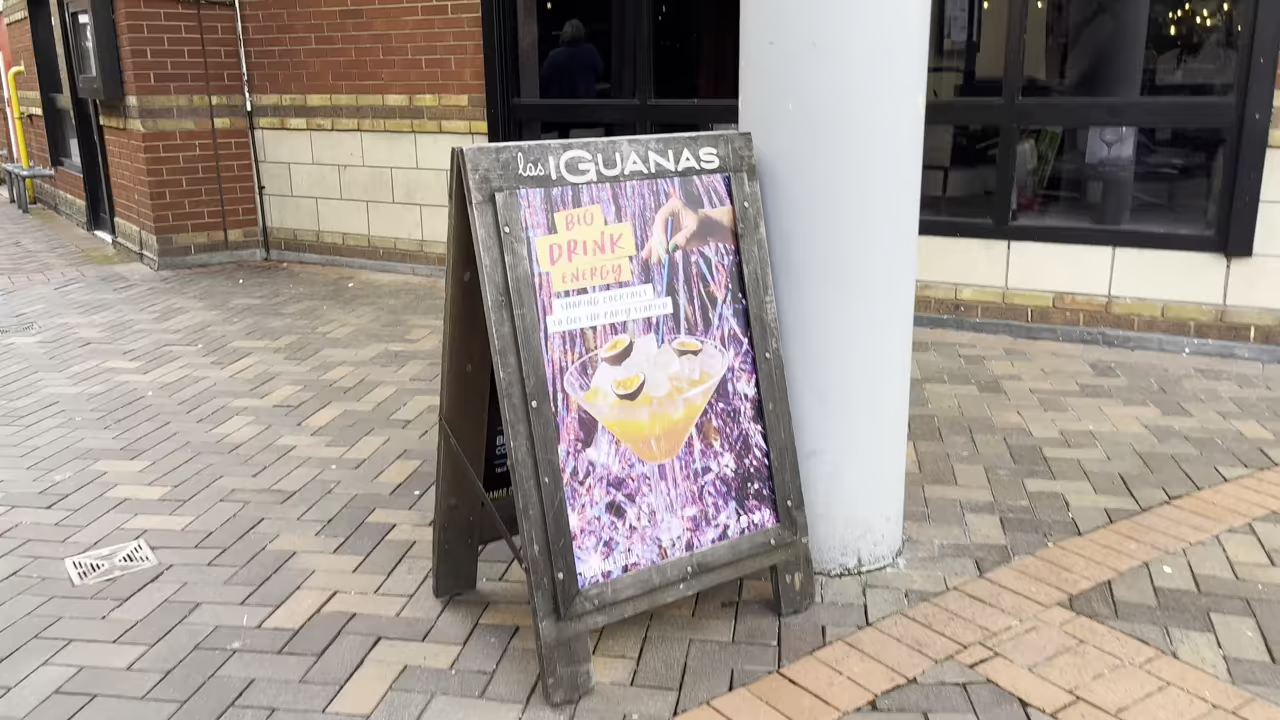 las IGUANAS
BIG
DRINK
ENERGY
SHARING COCKTAILS
TO GET THE PARTY STARTED